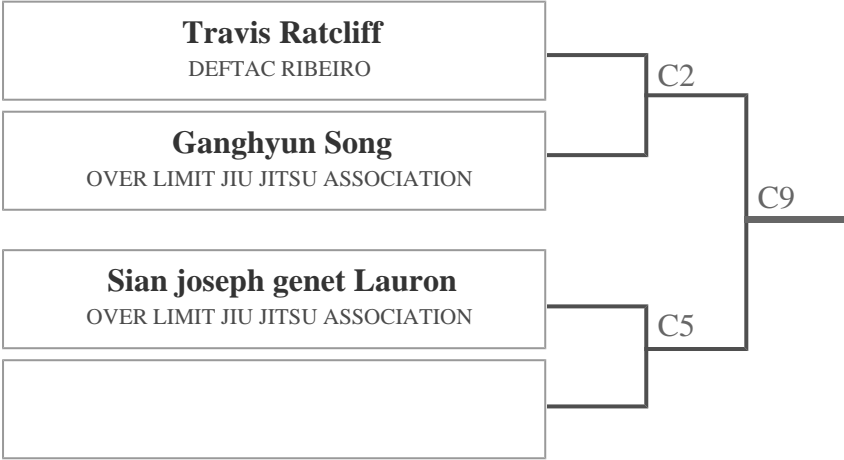 Travis Ratcliff
DEFTAC RIBEIRO
C2
Ganghyun Song
OVER LIMIT JIU JITSU ASSOCIATION
C9
Sian joseph genet Lauron
OVER LIMIT JIU JITSU ASSOCIATION
C5